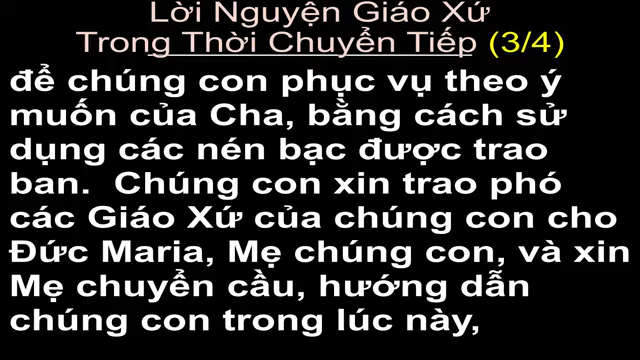 Lời Nguyện Giáo Xứ
Trong Thời Chuyển Tiếp (3/4)
để chúng con phục vụ theo ý
muốn của Cha, bằng cách sử
dụng các nén bạc được trao
ban.  Chúng con xin trao phó
các Giáo Xứ của chúng con cho
Đức Maria, Mẹ chúng con, và xin
Mẹ chuyển cầu, hướng dẫn
chúng con trong lúc này,